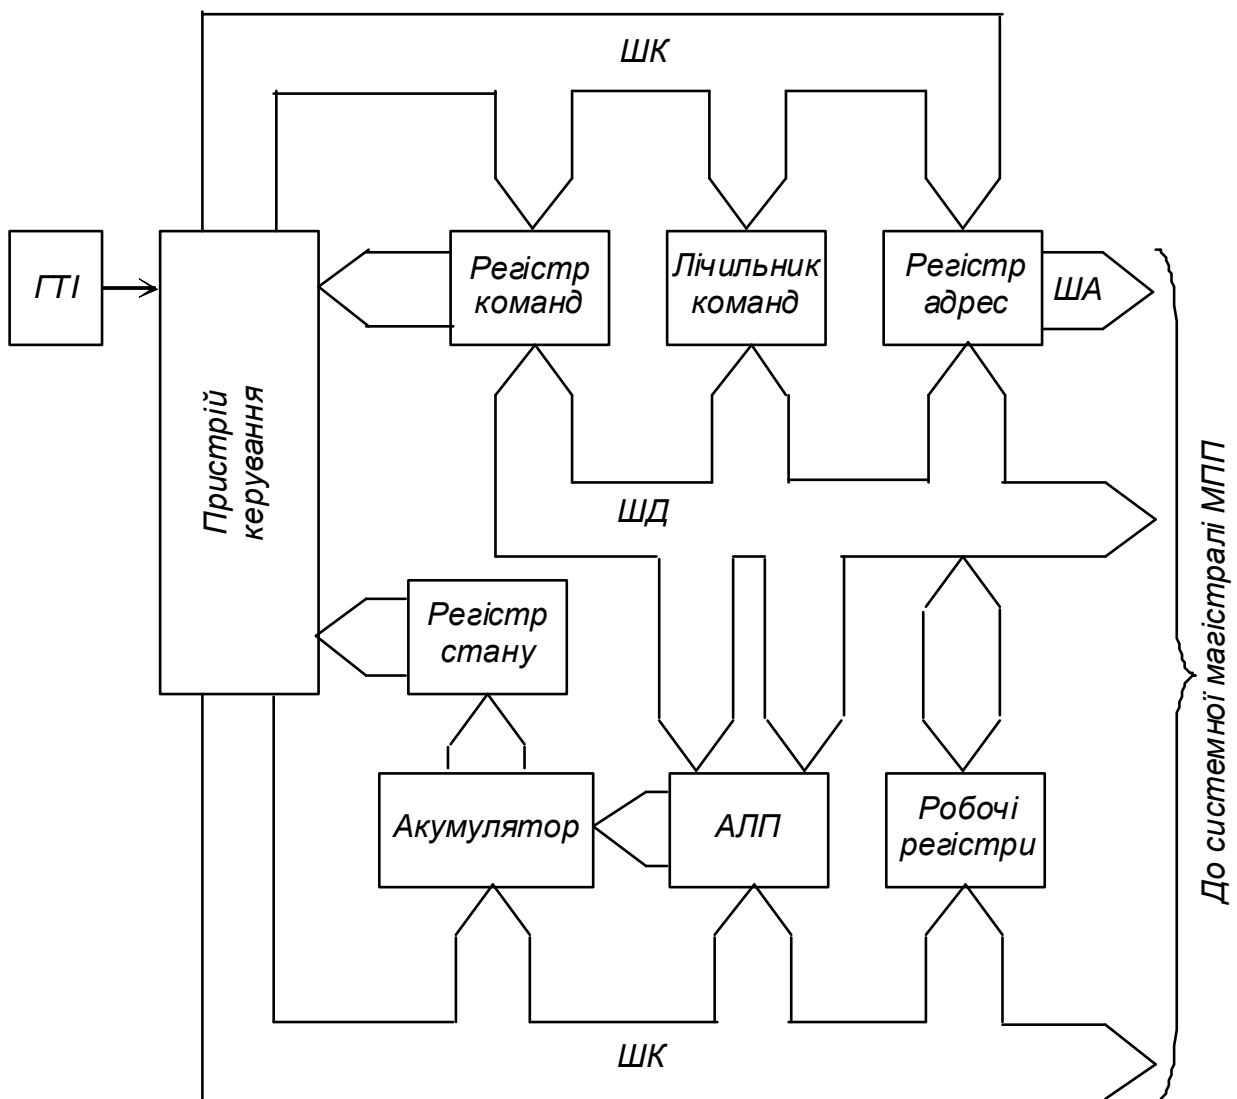 ШК
ГТІ
Регістр
команд
Лічильник
команд
Регістр
адрес
ША
Пристрій
керування
ШД
До системної магістралі МПП
Регістр
стану
Акумулятор
АЛП
Робочі
регістри
ШК